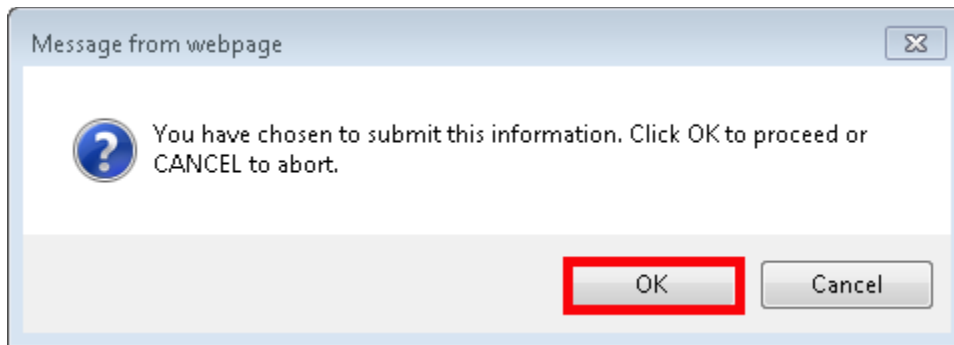 Message from webpage
You have chosen to submit this information. Click OK to proceed or
CANCEL to abort.
OK
Cancel